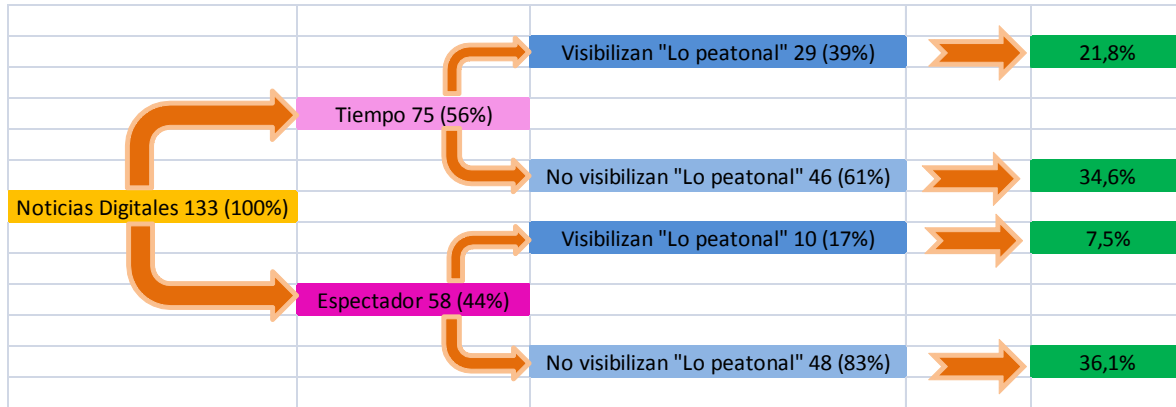 Visibilizan "Lo peatonal" 29 (39%)
21,8%
Tiempo 75 (56%)
No visibilizan "Lo peatonal" 46 (61%)
34,6%
Noticias Digitales 133 (100%)
Visibilizan "Lo peatonal" 10 (17%)
7,5%
Espectador 58 (44%)
No visibilizan "Lo peatonal" 48 (83%)
36,1%